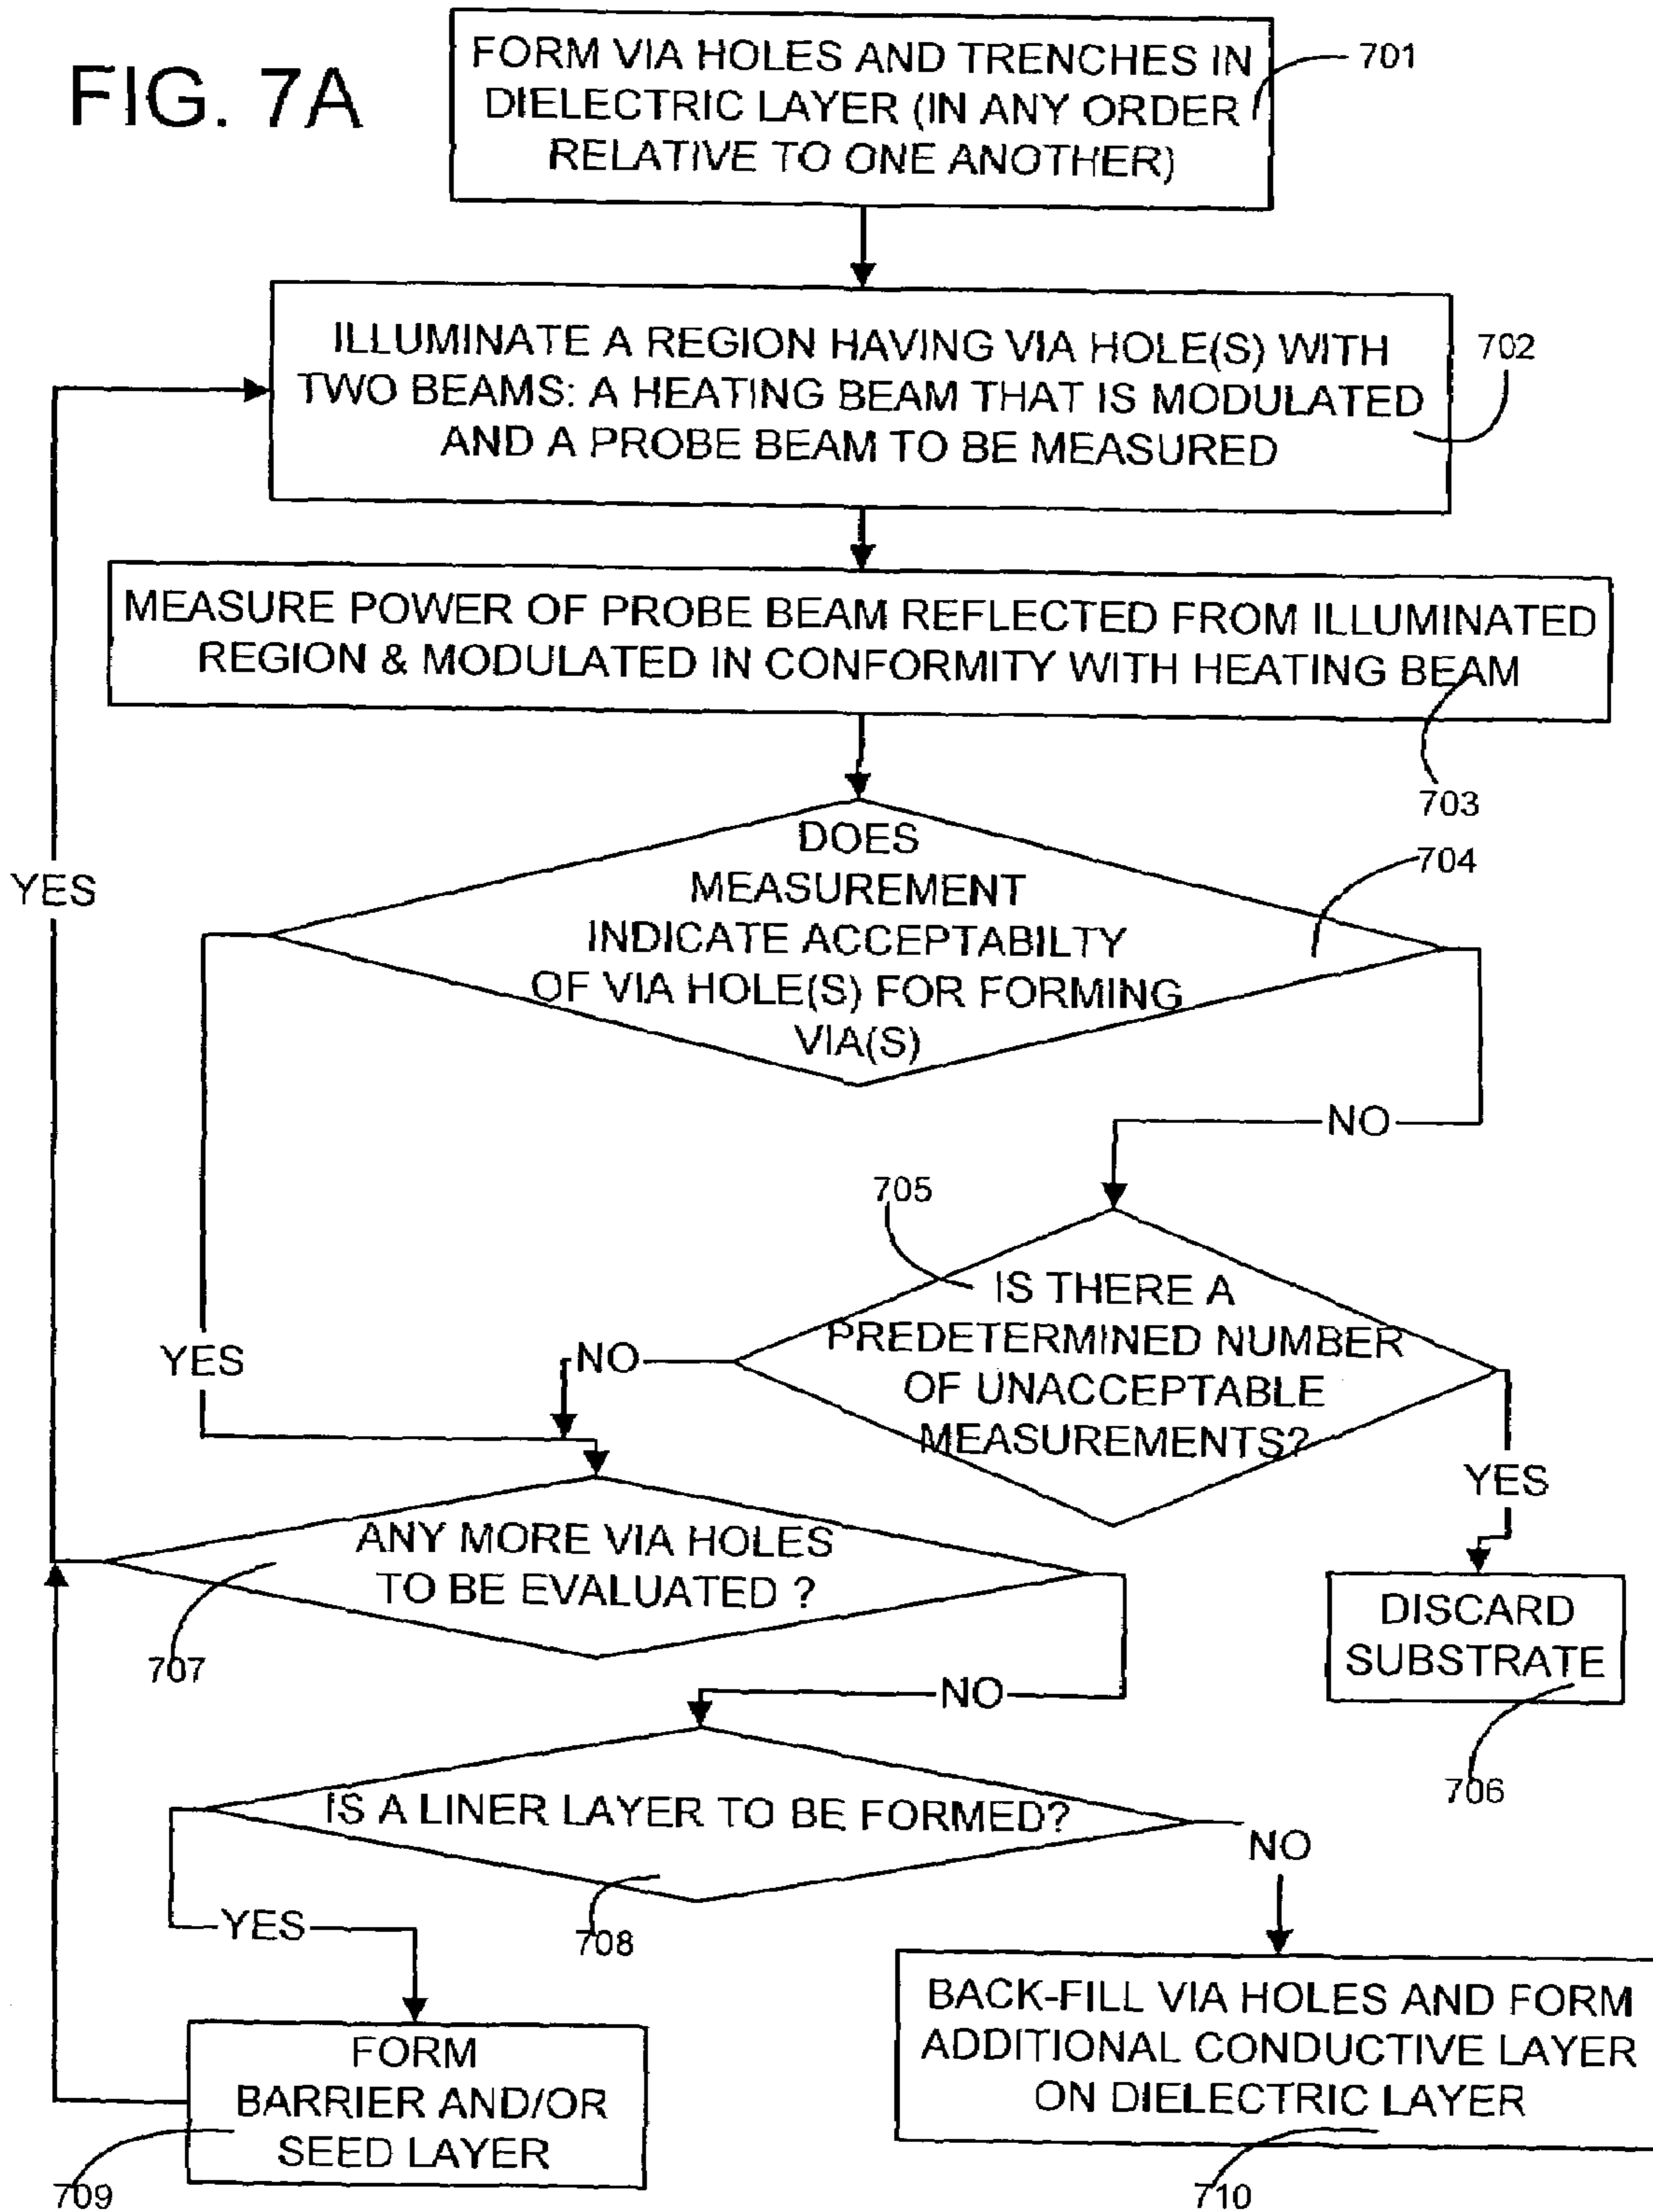 FIG. 7A
FORM VIA HOLES AND TRENCHES IN
DIELECTRIC LAYER (IN ANY ORDER
RELATIVE TO ONE ANOTHER)
701
ILLUMINATE A REGION HAVING VIA HOLE(S) WITH
TWO BEAMS: A HEATING BEAM THAT IS MODULATED
AND A PROBE BEAM TO BE MEASURED
702
MEASURE POWER OF PROBE BEAM REFLECTED FROM ILLUMINATED
REGION & MODULATED IN CONFORMITY WITH HEATING BEAM
703
DOES
MEASUREMENT
INDICATE ACCEPTABILTY
OF VIA HOLE(S) FOR FORMING
VIA(S)
704
YES
NO
705
IS THERE A
PREDETERMINED NUMBER
OF UNACCEPTABLE
MEASUREMENTS?
YES
NO
YES
ANY MORE VIA HOLES
TO BE EVALUATED ?
707
DISCARD
SUBSTRATE
706
NO
IS A LINER LAYER TO BE FORMED?
708
NO
YES
FORM
BARRIER AND/OR
SEED LAYER
709
BACK-FILL VIA HOLES AND FORM
ADDITIONAL CONDUCTIVE LAYER
ON DIELECTRIC LAYER
710